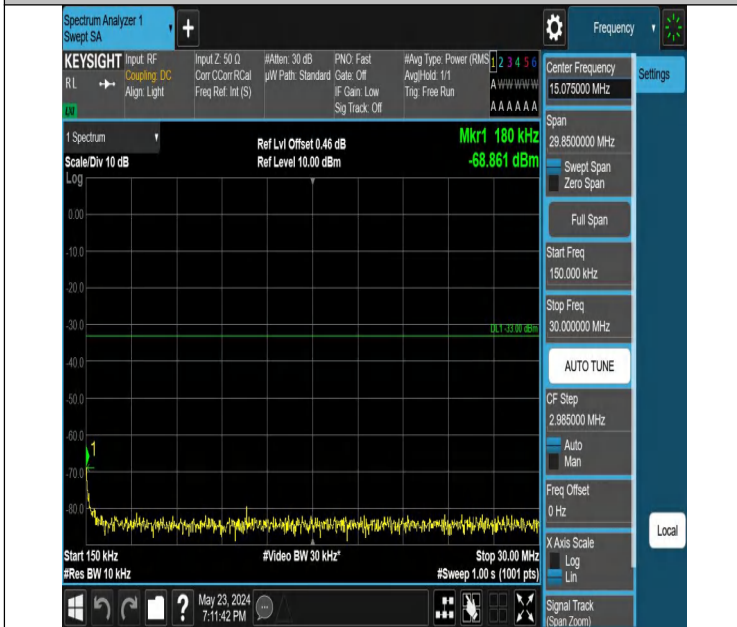 Spectrum Analyzer 1
Swept SA
+
Frequency
KEYSIGHT
RL
LXI
Input: RF
Coupling: DC
Align: Light
Input Z: 50 Ω
Corr CCorr RCal
Freq Ref: Int (S)
#Atten: 30 dB
µW Path: Standard
PNO: Fast
Gate: Off
IF Gain: Low
Sig Track: Off
#Avg Type: Power (RMS
Avg|Hold: 1/1
Trig: Free Run
1 2 3 4 5 6
A W W W W W
A A A A A A
1 Spectrum
Scale/Div 10 dB
Log
Ref Lvl Offset 0.46 dB
Ref Level 10.00 dBm
Mkr1 180 kHz
-68.861 dBm
0.00
-10.0
-20.0
-30.0
DL1 -33.00 dBm
-40.0
-50.0
-60.0
1
-70.0
-80.0
Start 150 kHz
#Res BW 10 kHz
#Video BW 30 kHz*
Stop 30.00 MHz
#Sweep 1.00 s (1001 pts)
?
May 23, 2024
7:11:42 PM
Center Frequency
15.075000 MHz
Settings
Span
29.8500000 MHz
Swept Span
Zero Span
Full Span
Start Freq
150.000 kHz
Stop Freq
30.000000 MHz
AUTO TUNE
CF Step
2.985000 MHz
Auto
Man
Freq Offset
0 Hz
Local
X Axis Scale
Log
Lin
Signal Track
(Span Zoom)